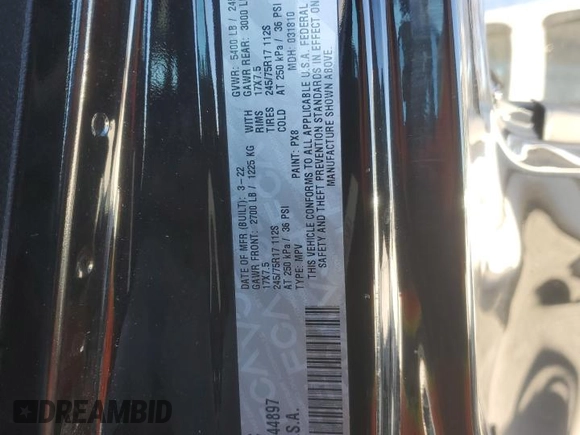 DATE OF MFR (BUILT): 3-22 GVWR: 5400 LB / 24
GAWR FRONT: 2700 LB / 1225 KG WITH GAWR REAR: 3000 L
17X7.5 RIMS 17X7.5
245/75R17 112S TIRES 245/75R17 112S
AT 250 kPa / 36 PSI COLD AT 250 kPa / 36 PSI
TYPE: MPV PAINT: PX8 MDH: 031810
THIS VEHICLE CONFORMS TO ALL APPLICABLE U.S.A. FEDERAL
SAFETY AND THEFT PREVENTION STANDARDS IN EFFECT ON
MANUFACTURE SHOWN ABOVE.
44897
S.A.
DREAMBID